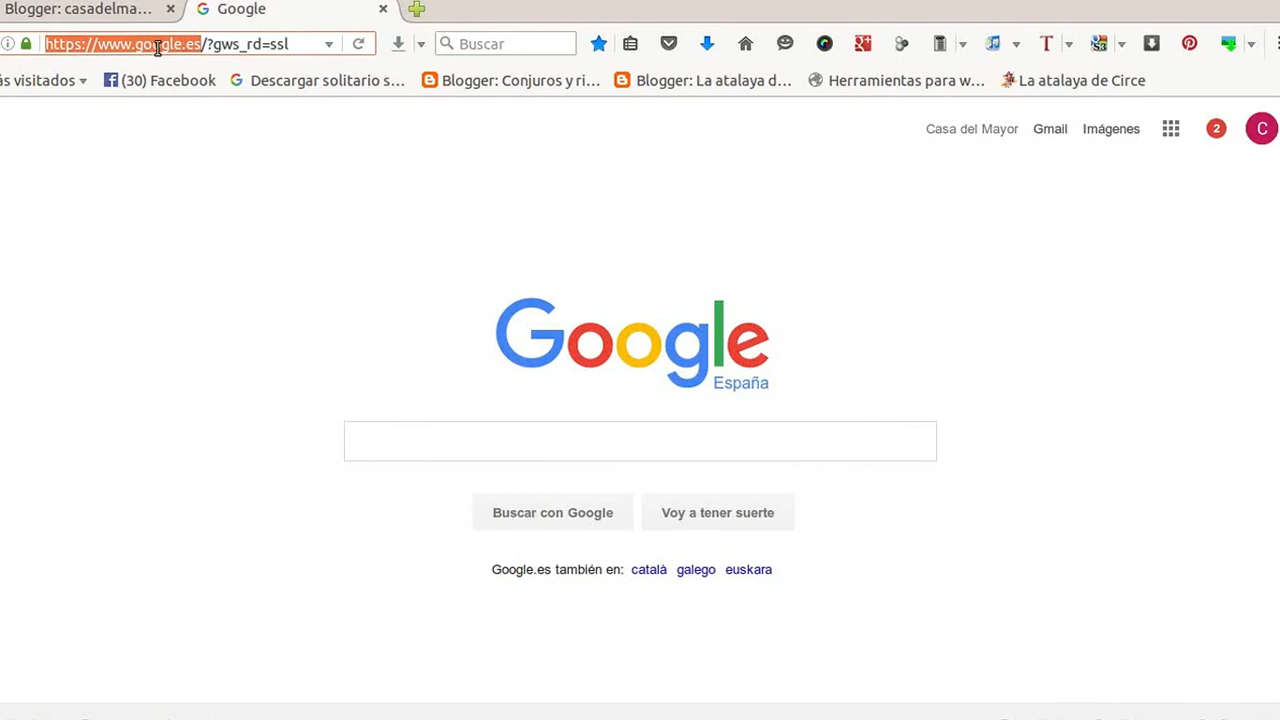 Blogger: casadelma...
Google
https://www.google.es/?gws_rd=ssl
Buscar
ás visitados
(30) Facebook
Descargar solitario s...
Blogger: Conjuros y ri...
Blogger: La atalaya d...
Herramientas para w...
La atalaya de Circe
Casa del Mayor
Gmail
Imágenes
2
C
Google
España
Buscar con Google
Voy a tener suerte
Google.es también en: català galego euskara